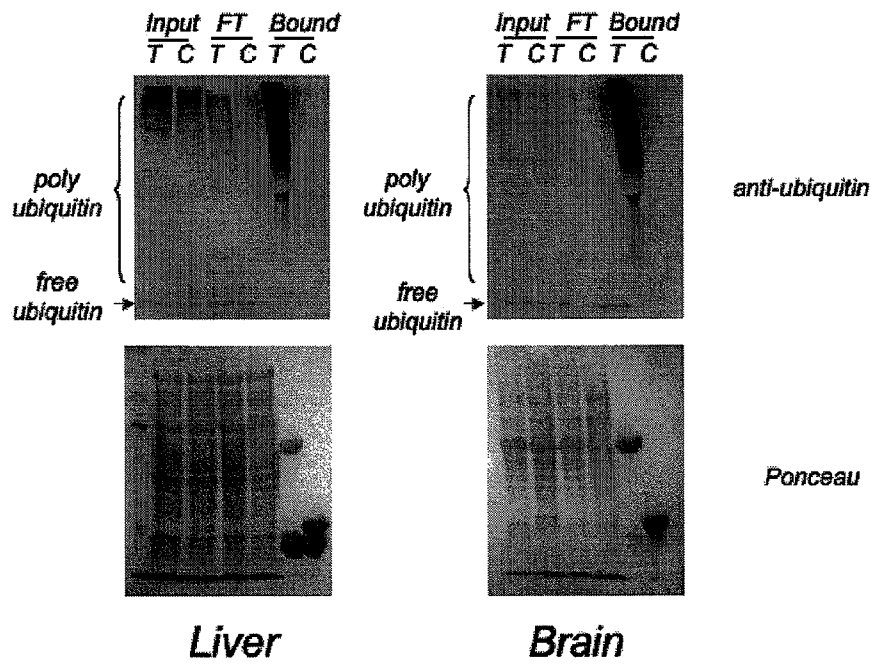 Input FT Bound
T C T C T C
poly
ubiquitin
free
ubiquitin
Input FT Bound
T C T C T C
poly
ubiquitin
free
ubiquitin
anti-ubiquitin
Ponceau
Liver
Brain